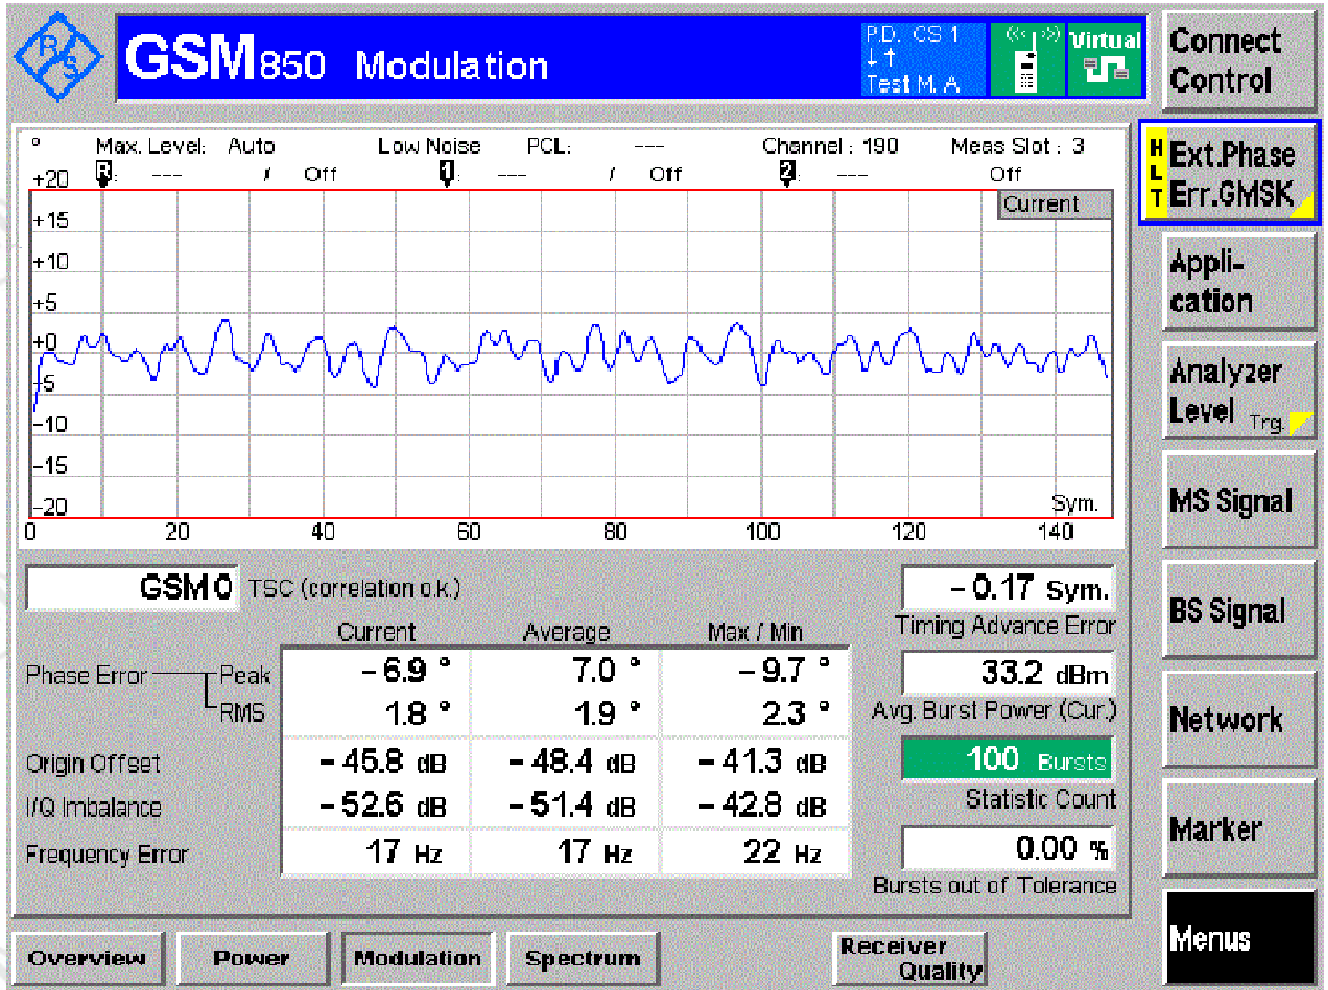 R S
GSM850 Modulation
P.D. CS 1
Test M. A.
Virtual
Connect
Control
° Max. Level: Auto Low Noise PCL: --- Channel : 190 Meas Slot : 3
R: --- / Off 1: --- / Off 2: --- Off
HLT
Ext.Phase
Err.GMSK
+20
Current
+15
+10
+5
+0
-5
-10
-15
-20
Sym.
0 20 40 60 80 100 120 140
Appli-
cation
Analyzer
Level Trg.
MS Signal
BS Signal
Network
Marker
Menus
GSM 0 TSC (correlation o.k.)
-0.17 Sym.
Timing Advance Error
Current Average Max / Min
Phase Error Peak -6.9 ° 7.0 ° -9.7 °
RMS 1.8 ° 1.9 ° 2.3 °
33.2 dBm
Avg. Burst Power (Cur.)
Origin Offset -45.8 dB -48.4 dB -41.3 dB
100 Bursts
Statistic Count
I/Q Imbalance -52.6 dB -51.4 dB -42.8 dB
Frequency Error 17 Hz 17 Hz 22 Hz
0.00 %
Bursts out of Tolerance
Overview Power Modulation Spectrum Receiver
Quality